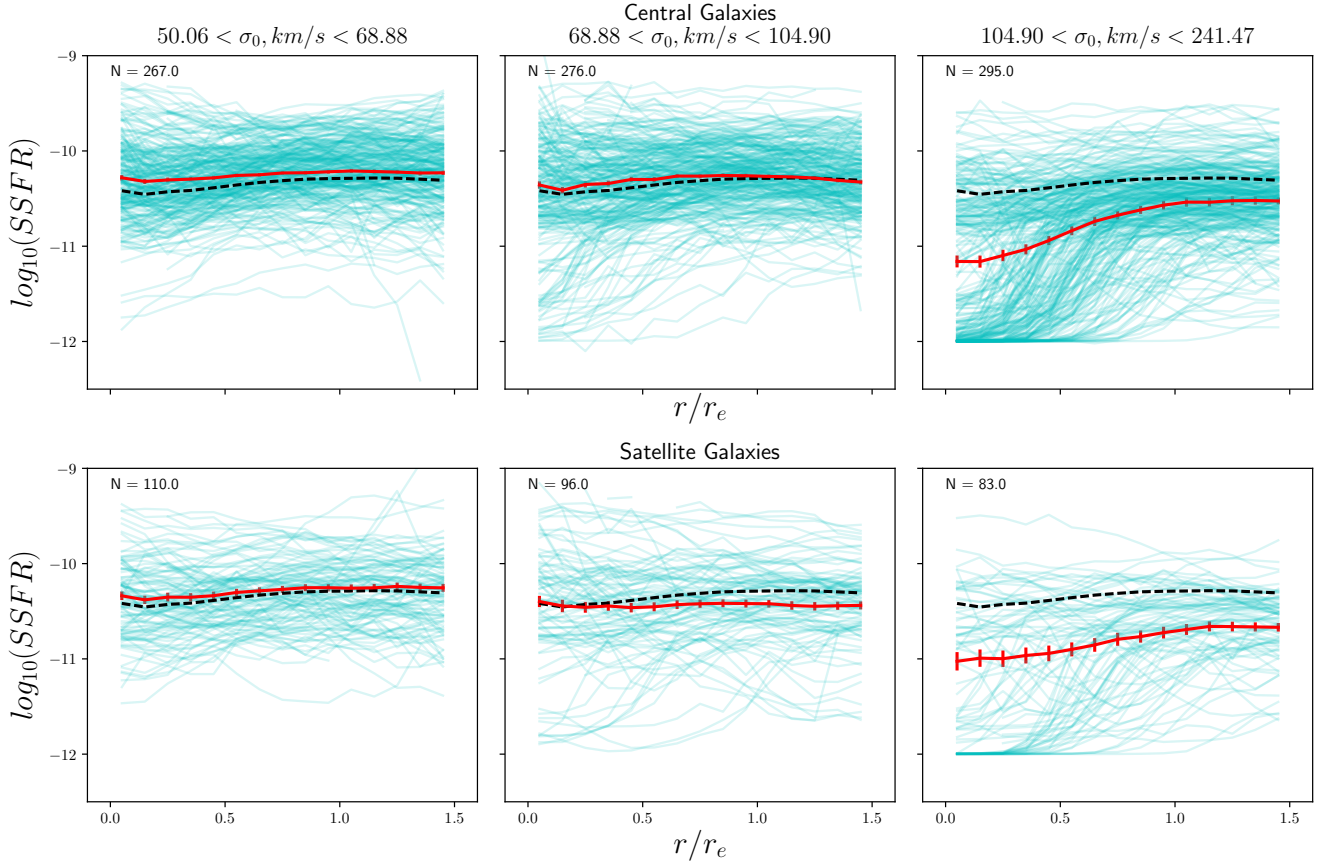 Central Galaxies
50.06 < σ₀, km/s < 68.88
68.88 < σ₀, km/s < 104.90
104.90 < σ₀, km/s < 241.47
N = 267.0
N = 276.0
N = 295.0
−9
−10
−11
−12
log₁₀(SSFR)
r/rₑ
Satellite Galaxies
N = 110.0
N = 96.0
N = 83.0
−9
−10
−11
−12
log₁₀(SSFR)
0.0 0.5 1.0 1.5
0.0 0.5 1.0 1.5
0.0 0.5 1.0 1.5
r/rₑ